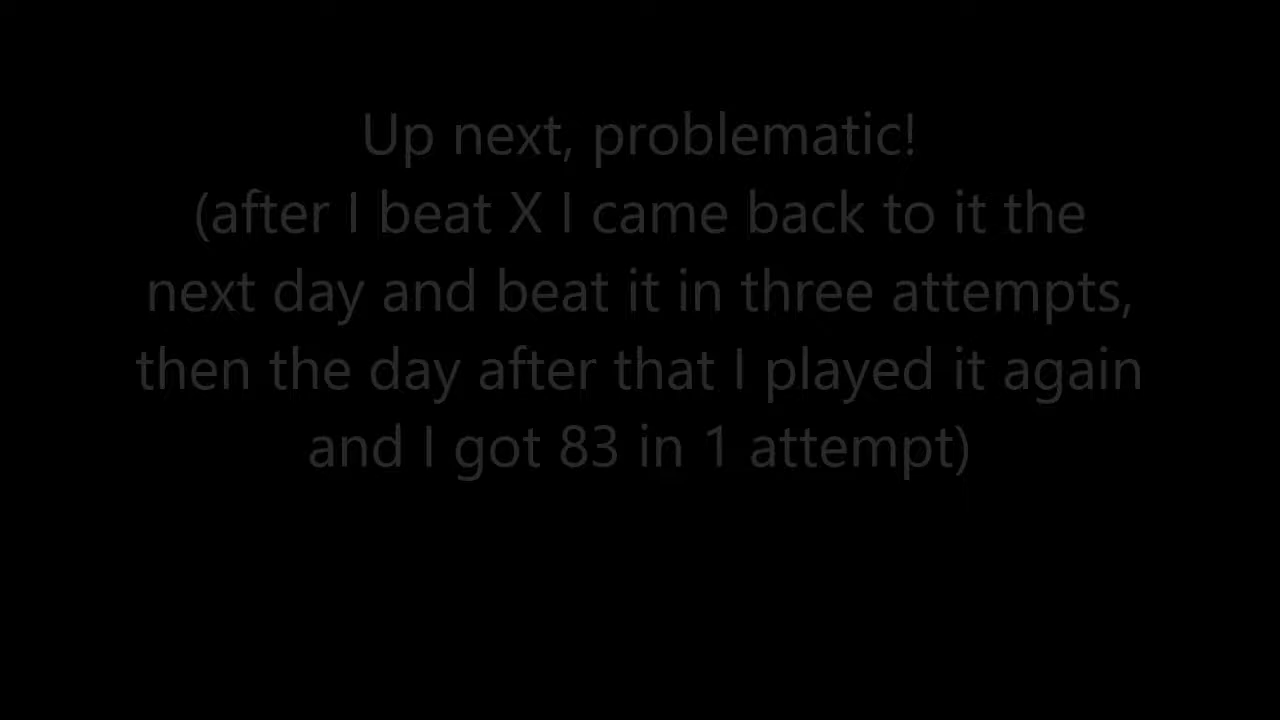 Up next, problematic!
(after I beat X I came back to it the
next day and beat it in three attempts,
then the day after that I played it again
and I got 83 in 1 attempt)